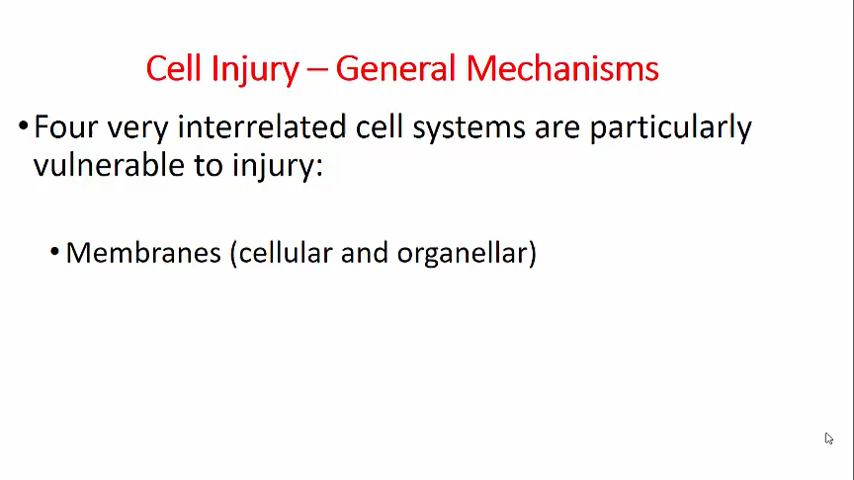 Cell Injury – General Mechanisms
•Four very interrelated cell systems are particularly
vulnerable to injury:
•Membranes (cellular and organellar)